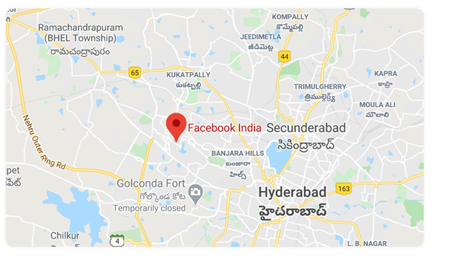 KOMPALLY
కొంపల్లి
Ramachandrapuram
(BHEL Township)
రామచంద్రాపురం
JEEDIMETLA
జీడిమెట్ల
44
65
KUKATPALLY
కుకట్‌పల్లి
KAPRA
కాప్రా
TRIMULGHERRY
MOULA ALI
మౌలాలి
Facebook India
Secunderabad
సికింద్రాబాద్
Nehru Outer Ring Rd
BANJARA HILLS
బంజారా
హిల్స్
pet
పేట్
Golconda Fort
గోల్కొండ కోట
Temporarily closed
Hyderabad
హైదరాబాద్
163
Chilkur
చిలుకూరు
4
L. B. NAGAR